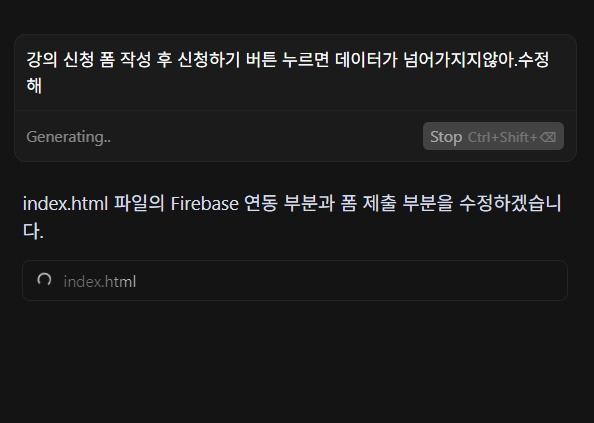 강의 신청 폼 작성 후 신청하기 버튼 누르면 데이터가 넘어가지지않아.수정
해
Generating..
Stop Ctrl+Shift+⌫
index.html 파일의 Firebase 연동 부분과 폼 제출 부분을 수정하겠습니
다.
index.html